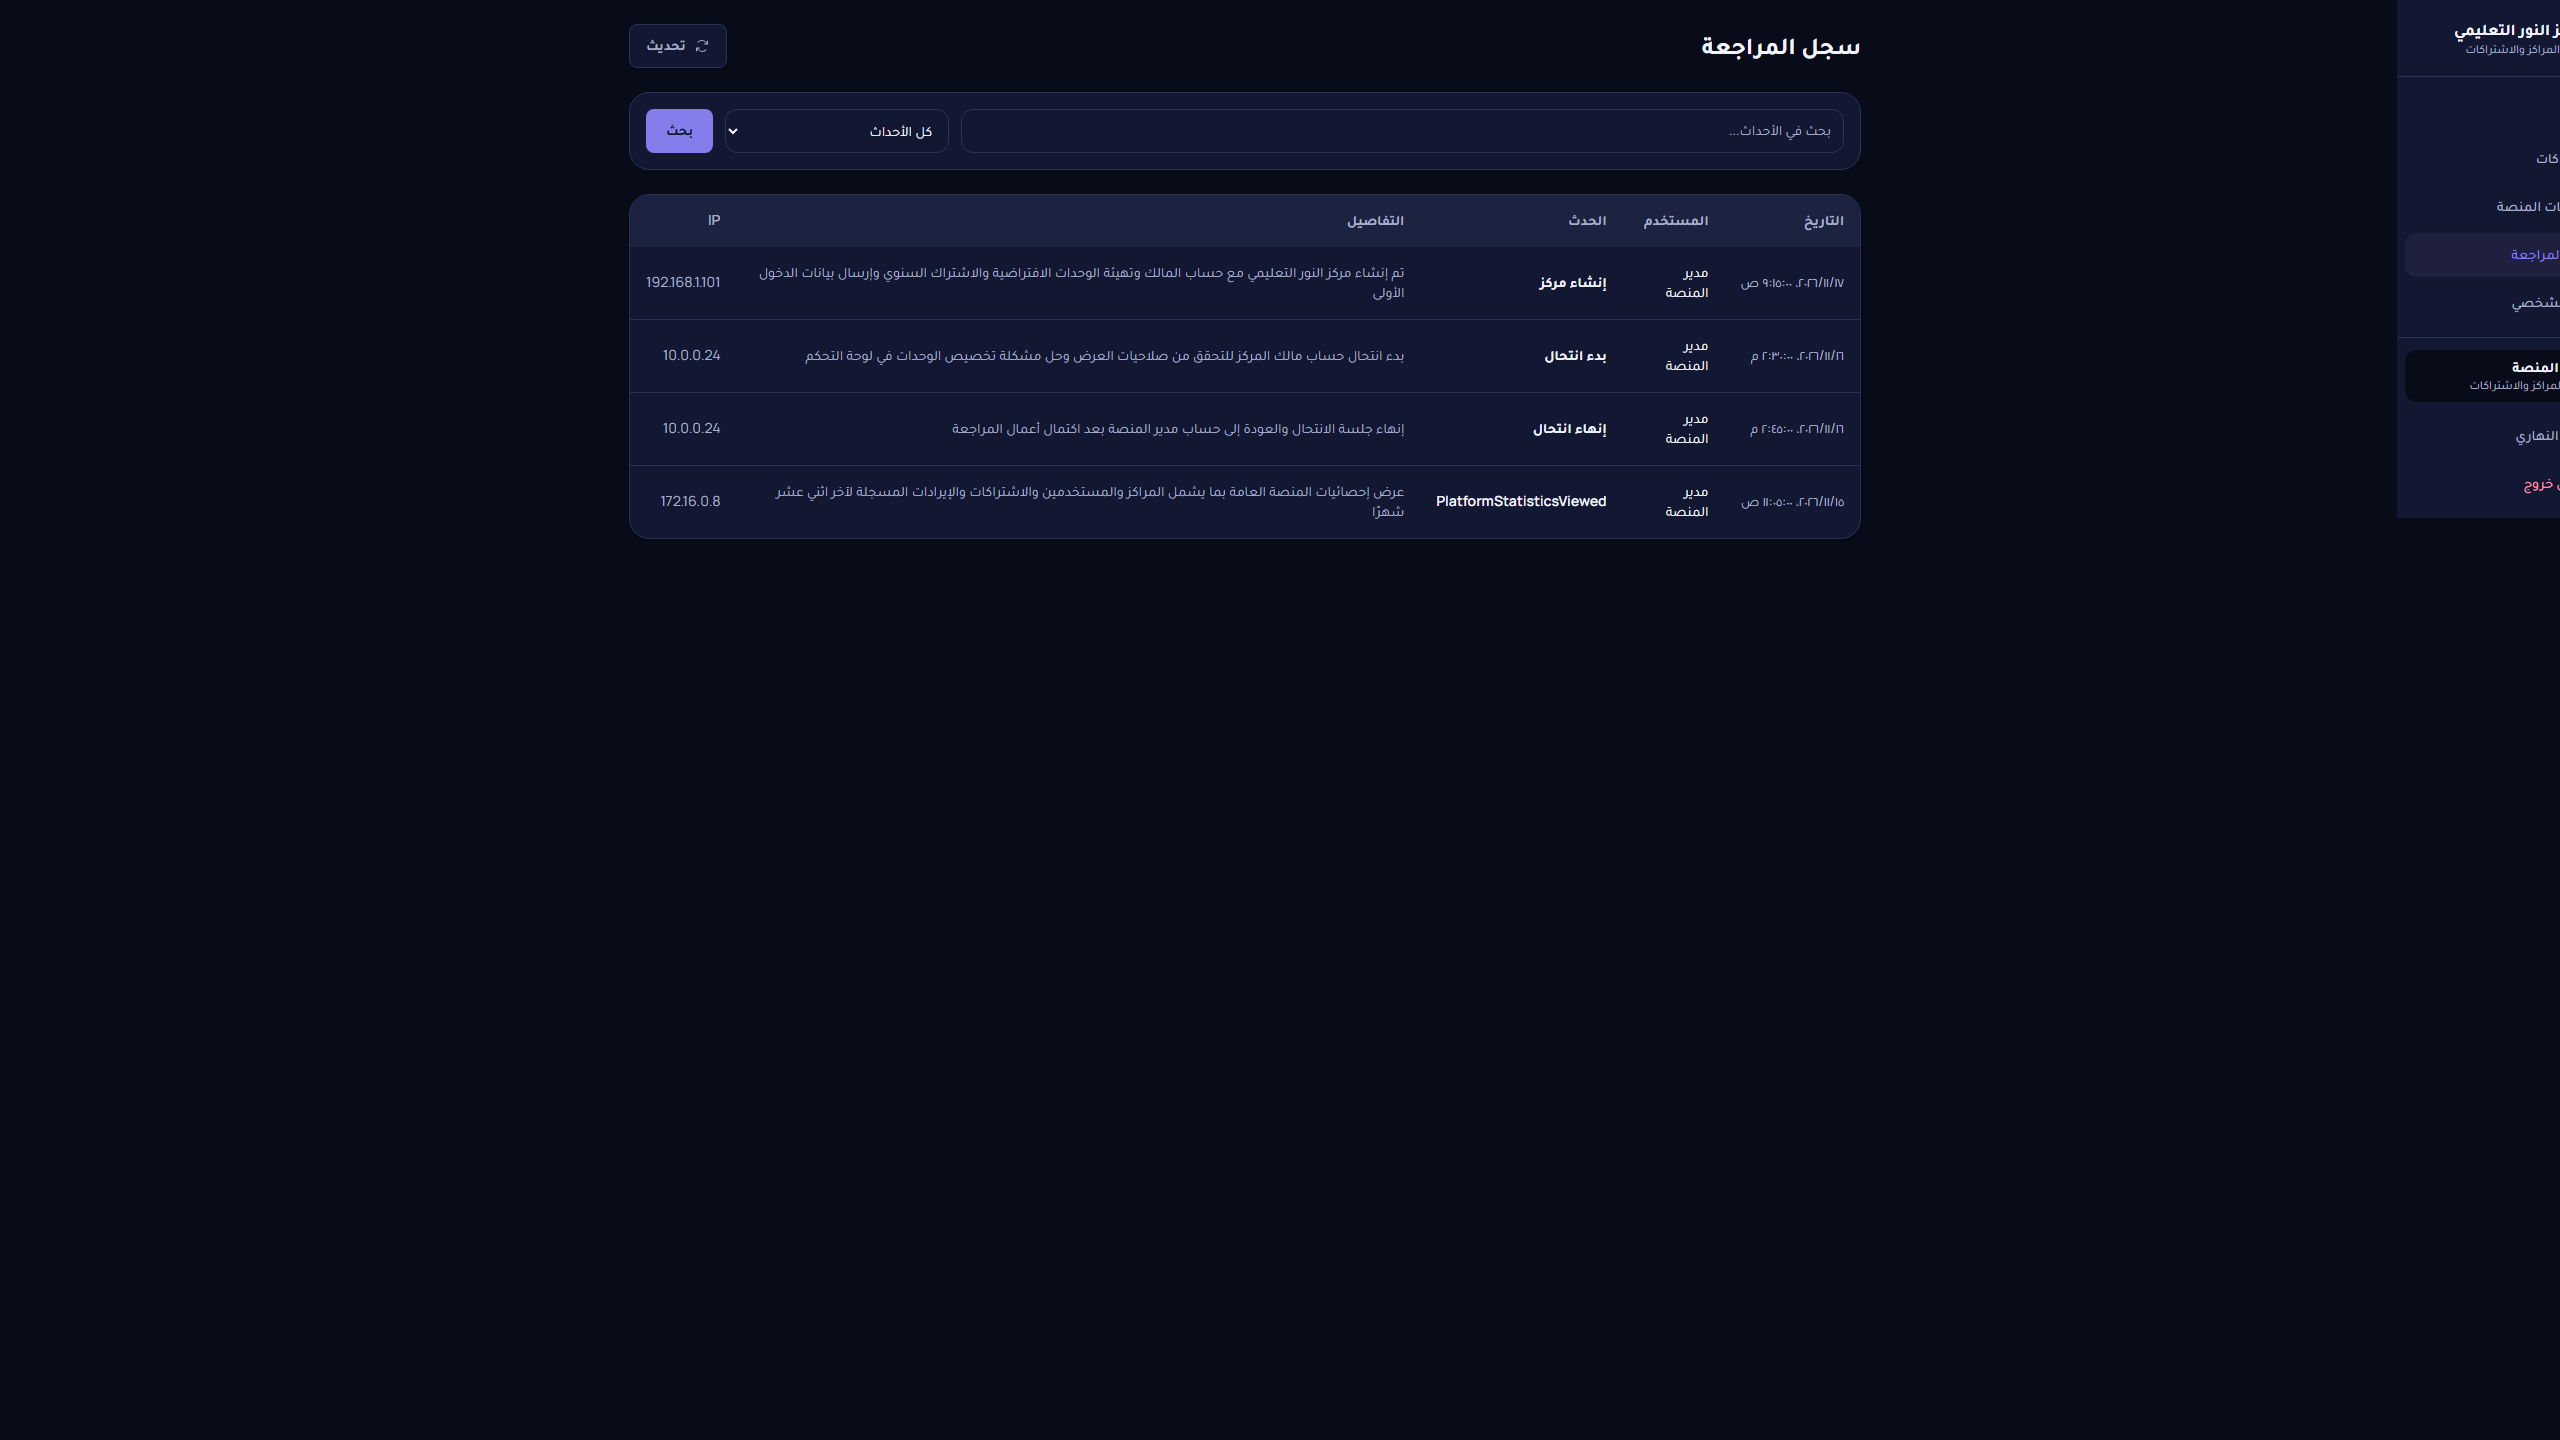 سجل المراجعة
تحديث
بحث في الأحداث...
كل الأحداث
بحث
التاريخ
المستخدم
الحدث
التفاصيل
IP
١٧‏/١١‏/٢٠٢٦، ٩:١٥:٠٠ ص
مدير
المنصة
إنشاء مركز
تم إنشاء مركز النور التعليمي مع حساب المالك وتهيئة الوحدات الافتراضية والاشتراك السنوي وإرسال بيانات الدخول
الأولى
192.168.1.101
١٦‏/١١‏/٢٠٢٦، ٢:٣٠:٠٠ م
مدير
المنصة
بدء انتحال
بدء انتحال حساب مالك المركز للتحقق من صلاحيات العرض وحل مشكلة تخصيص الوحدات في لوحة التحكم
10.0.0.24
١٦‏/١١‏/٢٠٢٦، ٢:٤٥:٠٠ م
مدير
المنصة
إنهاء انتحال
إنهاء جلسة الانتحال والعودة إلى حساب مدير المنصة بعد اكتمال أعمال المراجعة
10.0.0.24
١٥‏/١١‏/٢٠٢٦، ١١:٠٥:٠٠ ص
مدير
المنصة
PlatformStatisticsViewed
عرض إحصائيات المنصة العامة بما يشمل المراكز والمستخدمين والاشتراكات والإيرادات المسجلة لآخر اثني عشر
شهرًا
172.16.0.8
النور التعليمي
المراكز والاشتراكات
المنصة
المراجعة
المنصة
المراكز والاشتراكات
النهاري
خروج